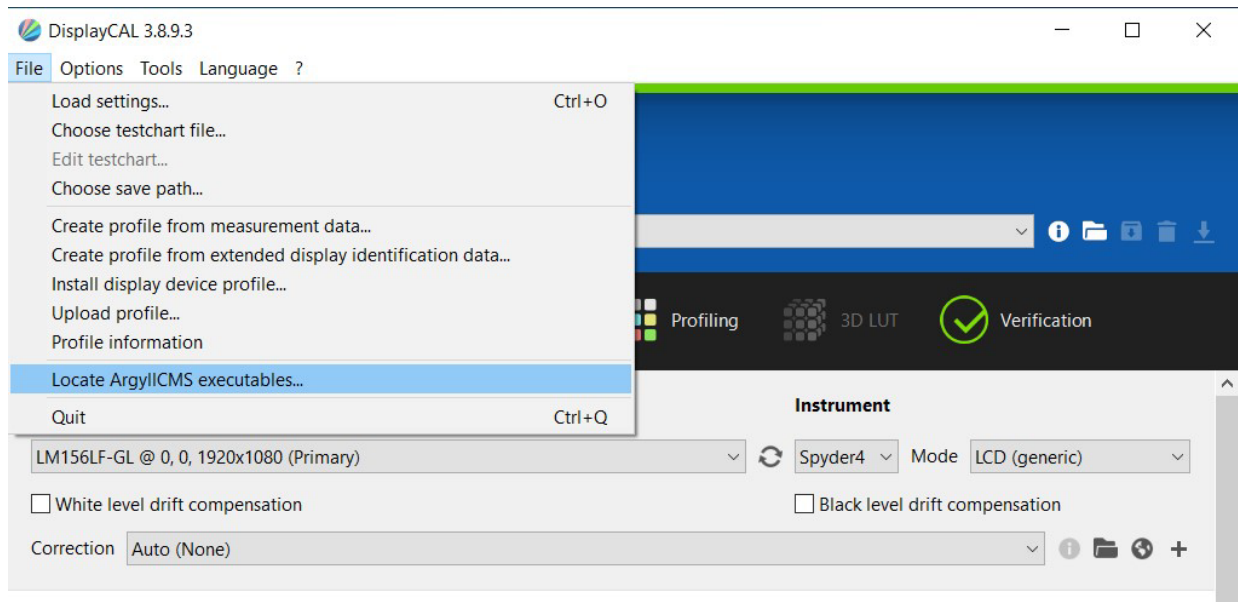 DisplayCAL 3.8.9.3
File Options Tools Language ?
Load settings... Ctrl+O
Choose testchart file...
Edit testchart...
Choose save path...
Create profile from measurement data...
Create profile from extended display identification data...
Install display device profile...
Upload profile...
Profile information
Locate ArgyllCMS executables...
Quit Ctrl+Q
Profiling 3D LUT Verification
Instrument
LM156LF-GL @ 0, 0, 1920x1080 (Primary) Spyder4 Mode LCD (generic)
White level drift compensation Black level drift compensation
Correction Auto (None)